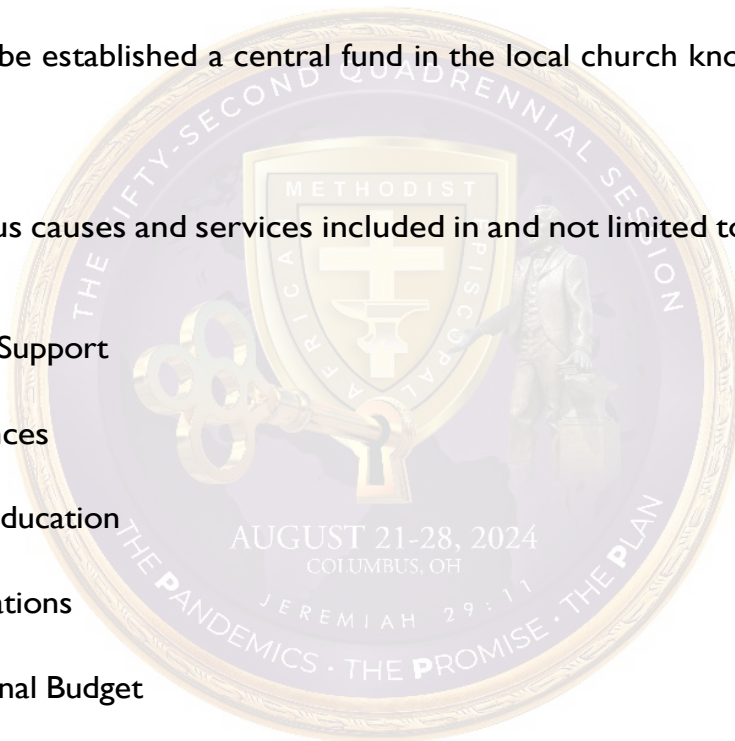 be established a central fund in the local church kno
us causes and services included in and not limited to
Support
nces
ducation
ations
nal Budget
THE FIFTY-SECOND QUADRENNIAL SESSION
AFRICAN METHODIST EPISCOPAL
AUGUST 21-28, 2024
COLUMBUS, OH
JEREMIAH 29:11
THE PANDEMICS · THE PROMISE · THE PLAN